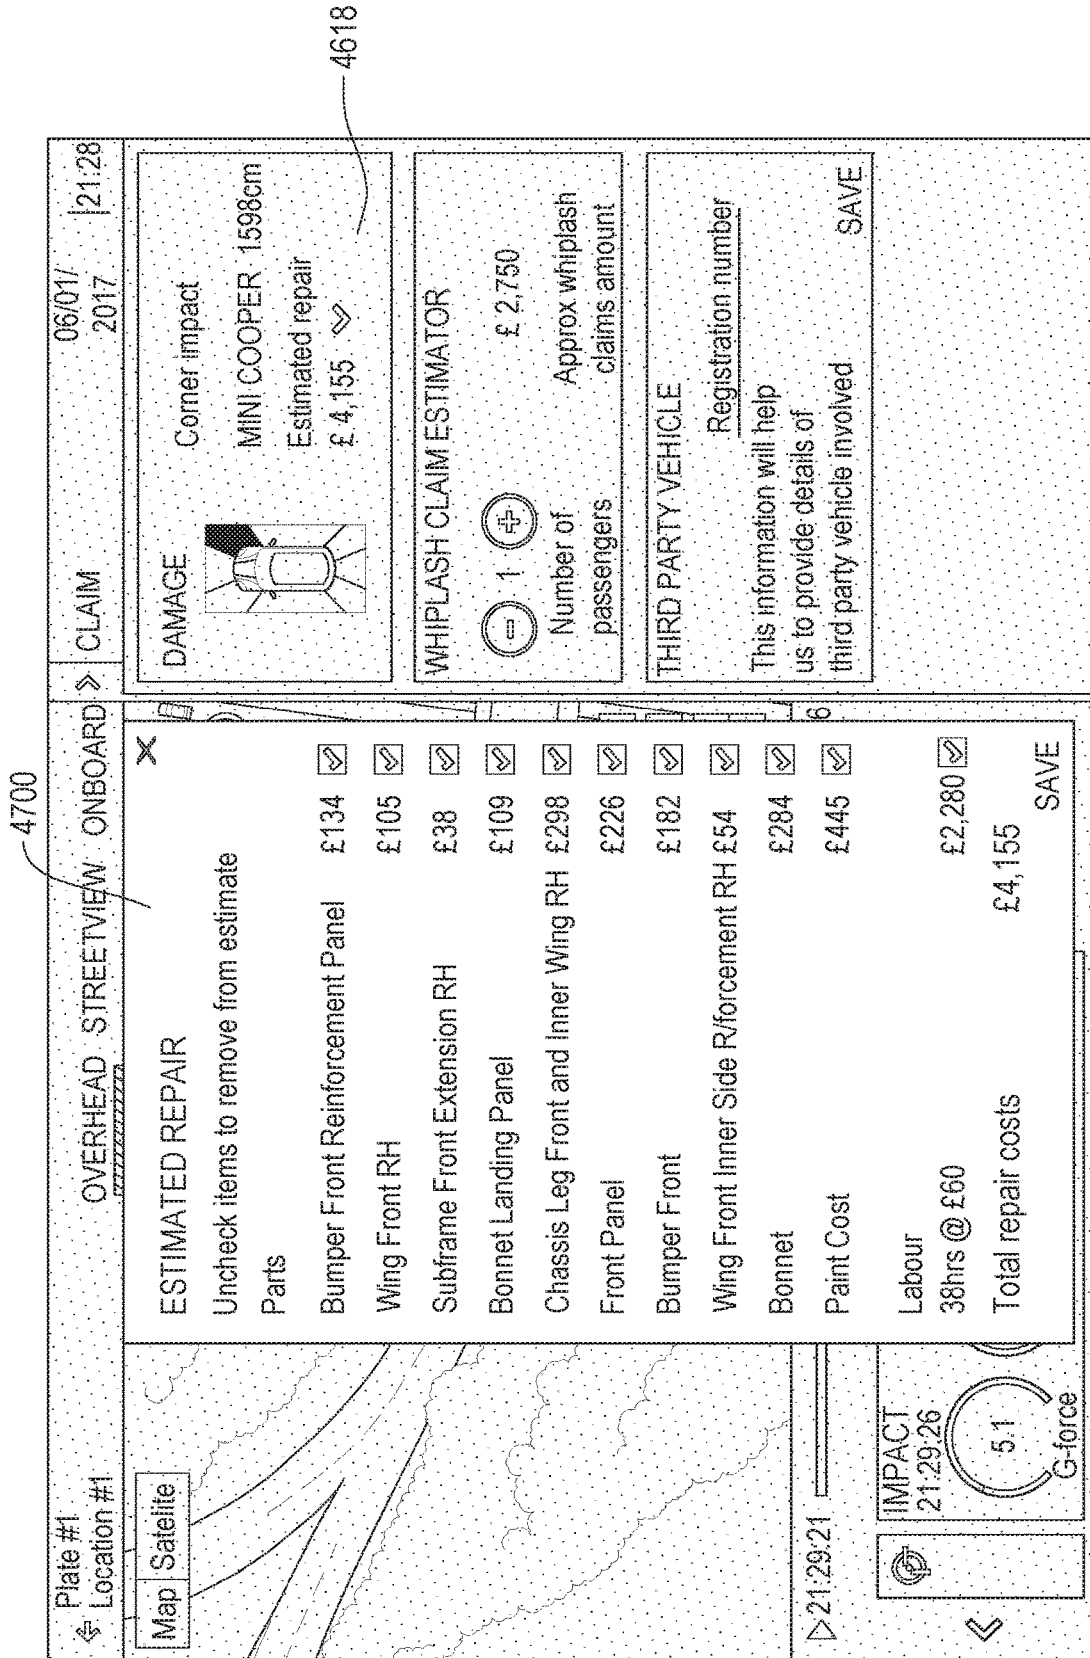 Plate #1
Location #1
OVERHEAD STREETVIEW ONBOARD
CLAIM
06/01/
2017
21:28
Map Satelite
4700
ESTIMATED REPAIR
X
Uncheck items to remove from estimate
Parts
Bumper Front Reinforcement Panel £134
Wing Front RH £105
Subframe Front Extension RH £38
Bonnet Landing Panel £109
Chassis Leg Front and Inner Wing RH £298
Front Panel £226
Bumper Front £182
Wing Front Inner Side R/forcement RH £54
Bonnet £284
Paint Cost £445
Labour
38hrs @ £60 £2,280
Total repair costs £4,155
SAVE
21:29:21
6
IMPACT
21:29:26
5.1
G-force
DAMAGE
Corner impact
MINI COOPER 1598cm
Estimated repair
£ 4,155
4618
WHIPLASH CLAIM ESTIMATOR
1
£ 2,750
Number of
passengers
Approx whiplash
claims amount
THIRD PARTY VEHICLE
Registration number
This information will help
us to provide details of
third party vehicle involved
SAVE